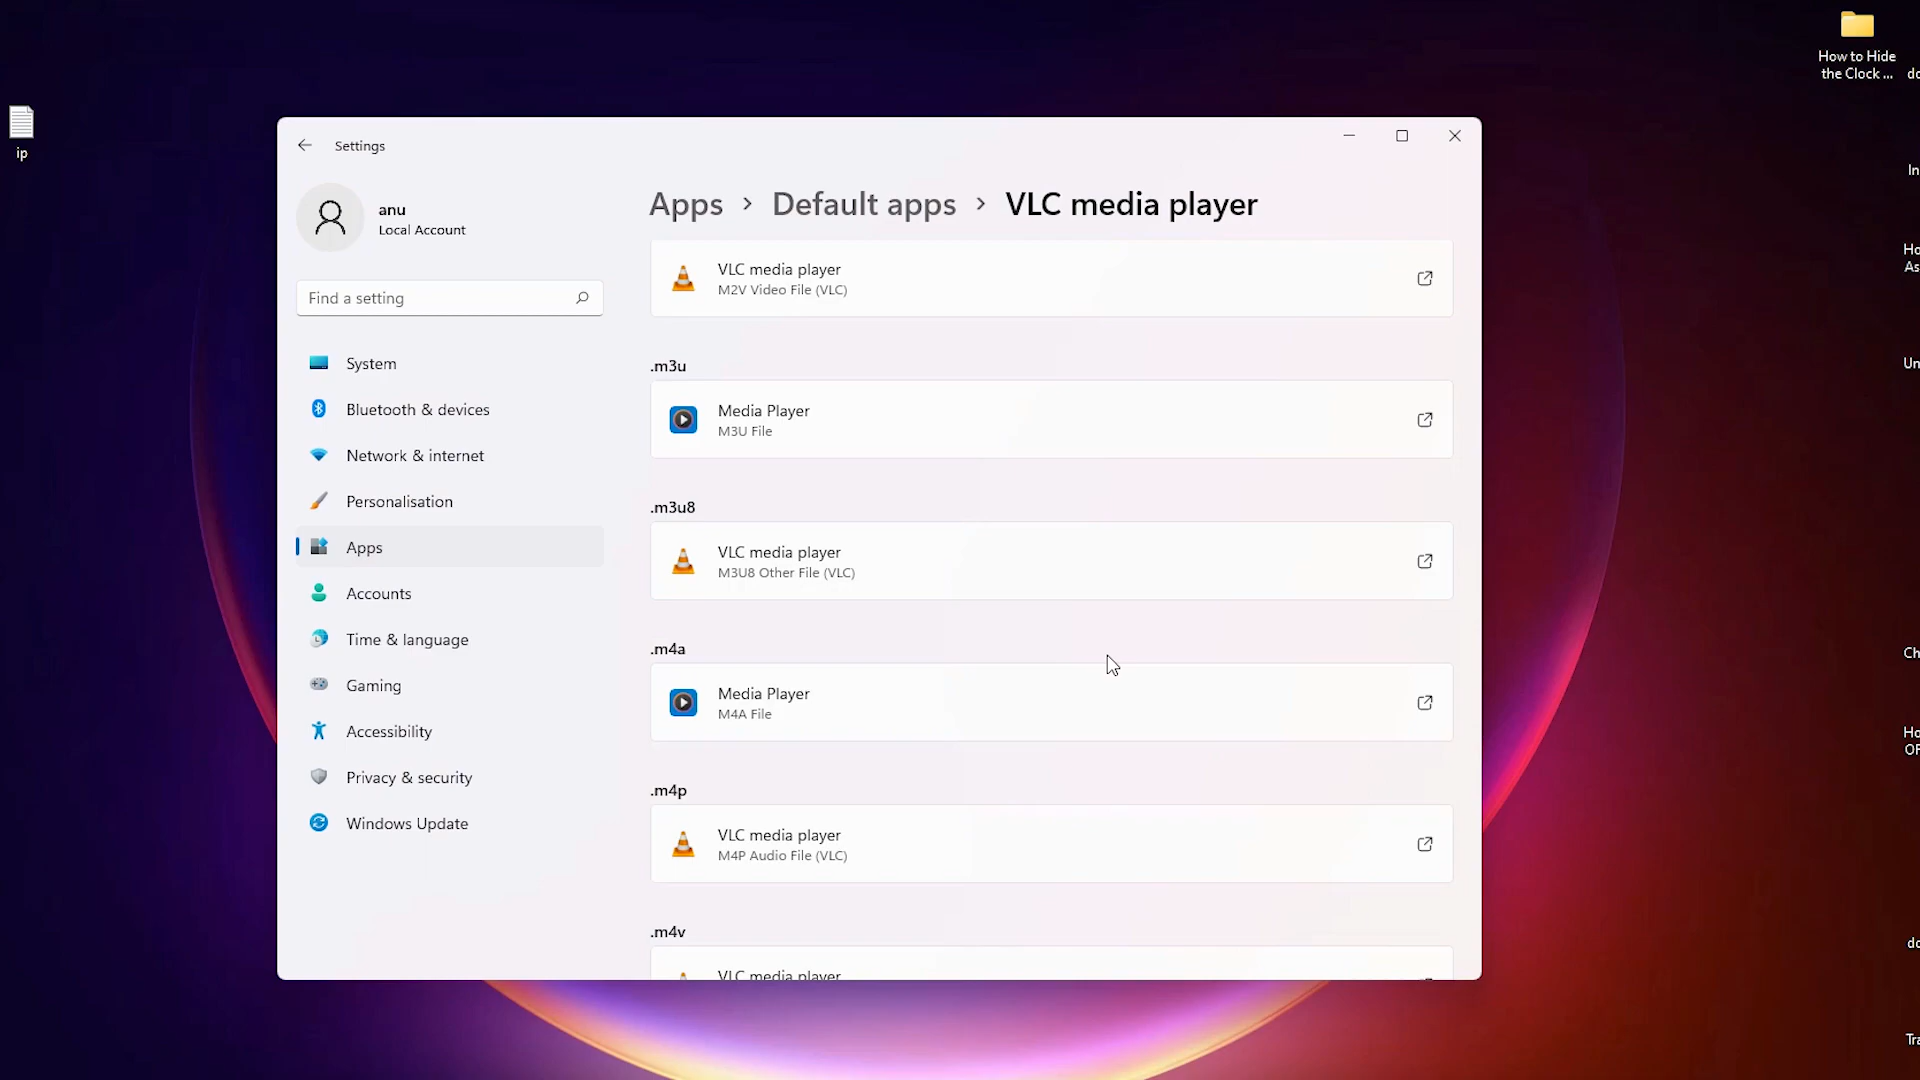 How to Hide
the Clock ...
ip
Settings
anu
Local Account
Find a setting
System
Bluetooth & devices
Network & internet
Personalisation
Apps
Accounts
Time & language
Gaming
Accessibility
Privacy & security
Windows Update
Apps > Default apps > VLC media player
VLC media player
M2V Video File (VLC)
.m3u
Media Player
M3U File
.m3u8
VLC media player
M3U8 Other File (VLC)
.m4a
Media Player
M4A File
.m4p
VLC media player
M4P Audio File (VLC)
.m4v
VLC media player